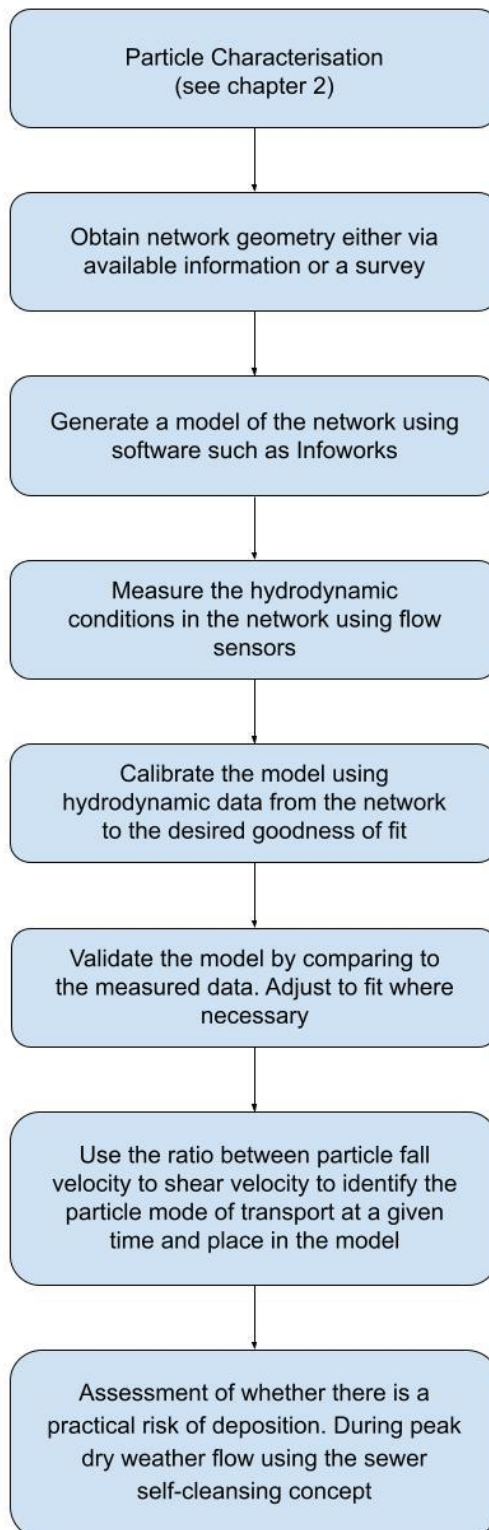 Particle Characterisation
(see chapter 2)
Obtain network geometry either via
available information or a survey
Generate a model of the network using
software such as Infoworks
Measure the hydrodynamic
conditions in the network using flow
sensors
Calibrate the model using
hydrodynamic data from the network
to the desired goodness of fit
Validate the model by comparing to
the measured data. Adjust to fit where
necessary
Use the ratio between particle fall
velocity to shear velocity to identify the
particle mode of transport at a given
time and place in the model
Assessment of whether there is a
practical risk of deposition. During peak
dry weather flow using the sewer
self-cleansing concept